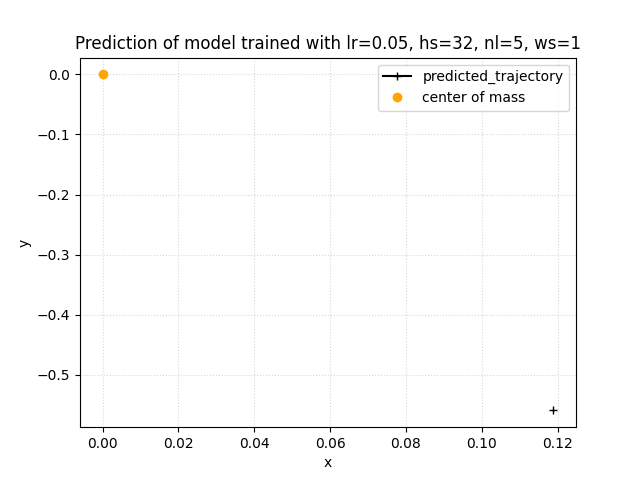 Prediction of model trained with lr=0.05, hs=32, nl=5, ws=1
predicted_trajectory
center of mass
0.0
−0.1
−0.2
−0.3
−0.4
−0.5
y
0.00 0.02 0.04 0.06 0.08 0.10 0.12
x